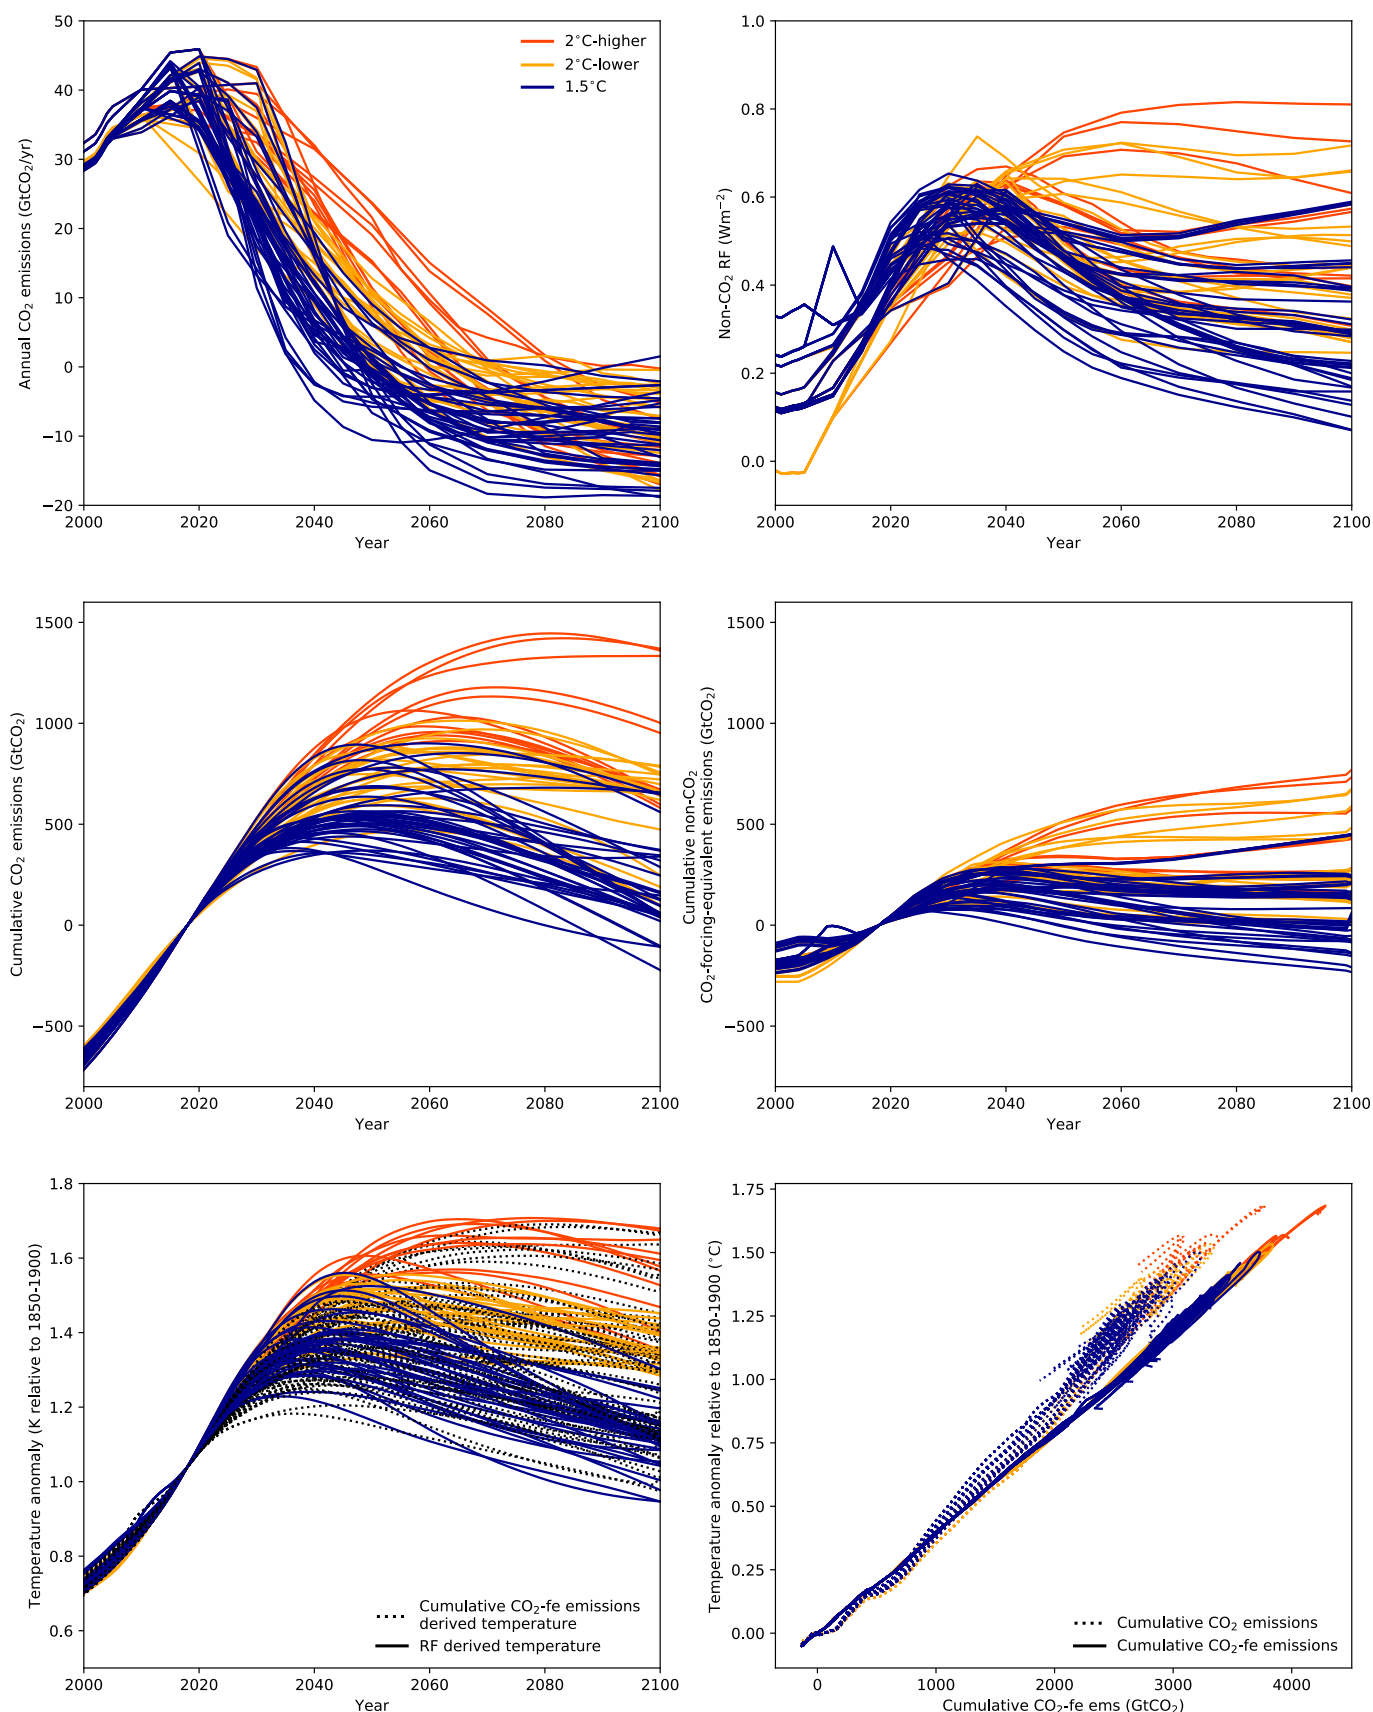 50
40
30
20
10
0
−10
−20
Annual CO₂ emissions (GtCO₂/yr)
2°C-higher
2°C-lower
1.5°C
2000 2020 2040 2060 2080 2100
Year
1.0
0.8
0.6
0.4
0.2
0.0
Non-CO₂ RF (Wm⁻²)
2000 2020 2040 2060 2080 2100
Year
1500
1000
500
0
−500
Cumulative CO₂ emissions (GtCO₂)
2000 2020 2040 2060 2080 2100
Year
1500
1000
500
0
−500
Cumulative non-CO₂
CO₂-forcing-equivalent emissions (GtCO₂)
2000 2020 2040 2060 2080 2100
Year
1.8
1.6
1.4
1.2
1.0
0.8
0.6
Temperature anomaly (K relative to 1850-1900)
Cumulative CO₂-fe emissions
derived temperature
RF derived temperature
2000 2020 2040 2060 2080 2100
Year
1.75
1.50
1.25
1.00
0.75
0.50
0.25
0.00
Temperature anomaly relative to 1850-1900 (°C)
Cumulative CO₂ emissions
Cumulative CO₂-fe emissions
0 1000 2000 3000 4000
Cumulative CO₂-fe ems (GtCO₂)